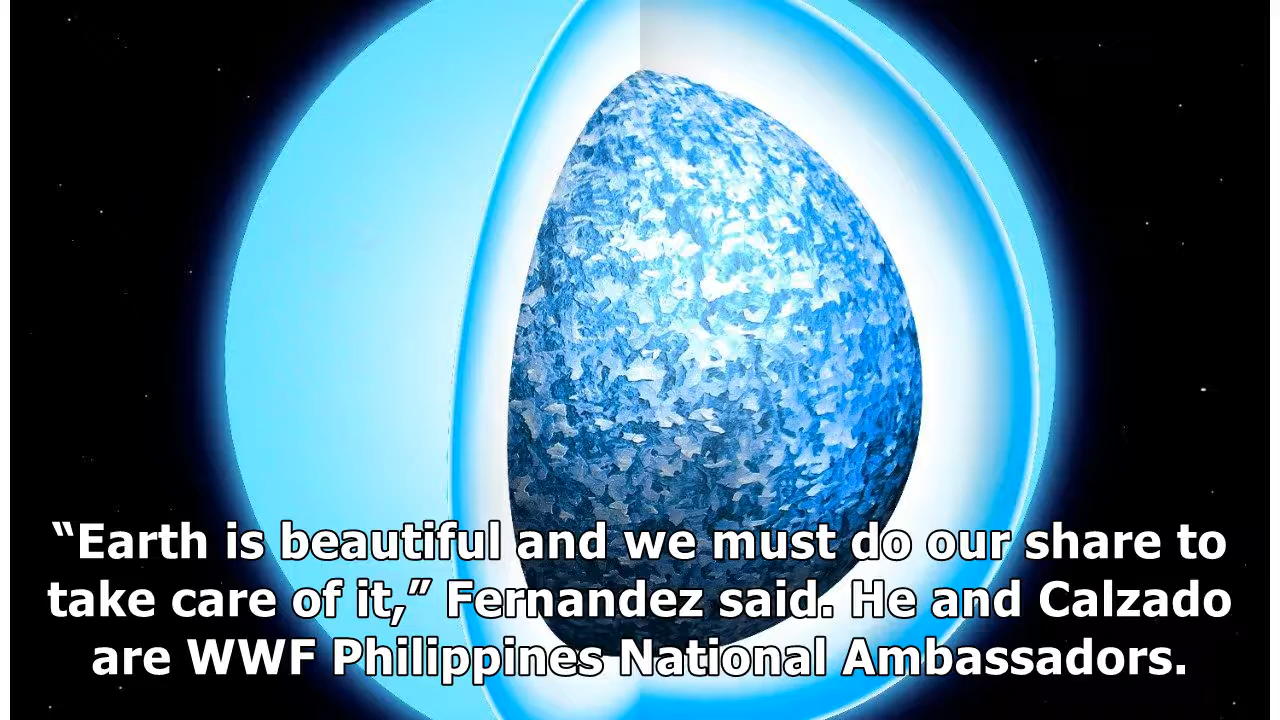 “Earth is beautiful and we must do our share to
take care of it,” Fernandez said. He and Calzado
are WWF Philippines National Ambassadors.